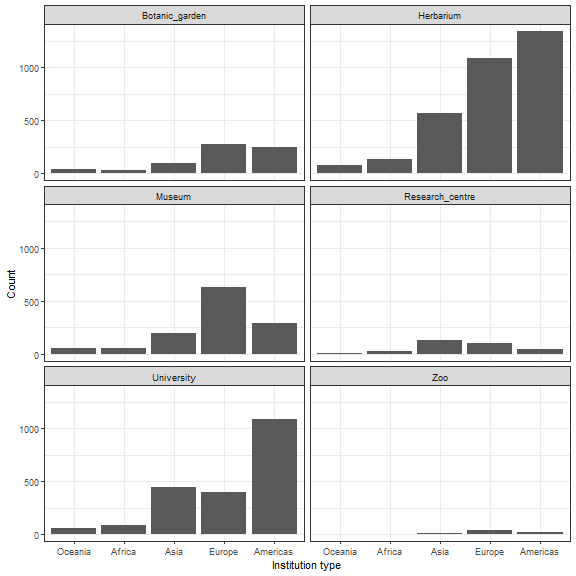 Botanic_garden
Herbarium
1000
500
0
Museum
Research_centre
1000
500
0
University
Zoo
1000
500
0
Oceania Africa Asia Europe Americas
Oceania Africa Asia Europe Americas
Institution type
Count